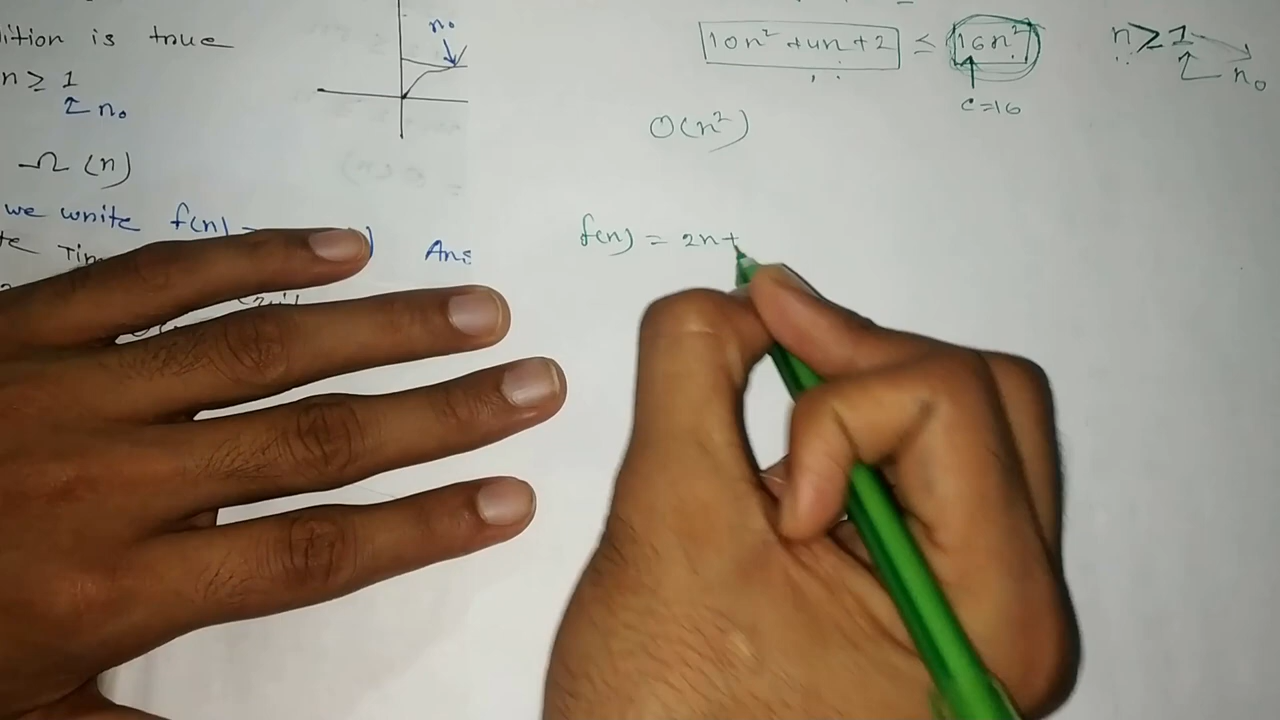 ition is true
n ≥ 1
n₀
Ω (n)
we write f(n)
Ans
n₀
10n² + 4n + 2 ≤ 16n² n ≥ 1
n₀
c=16
O(n²)
f(n) = 2n+